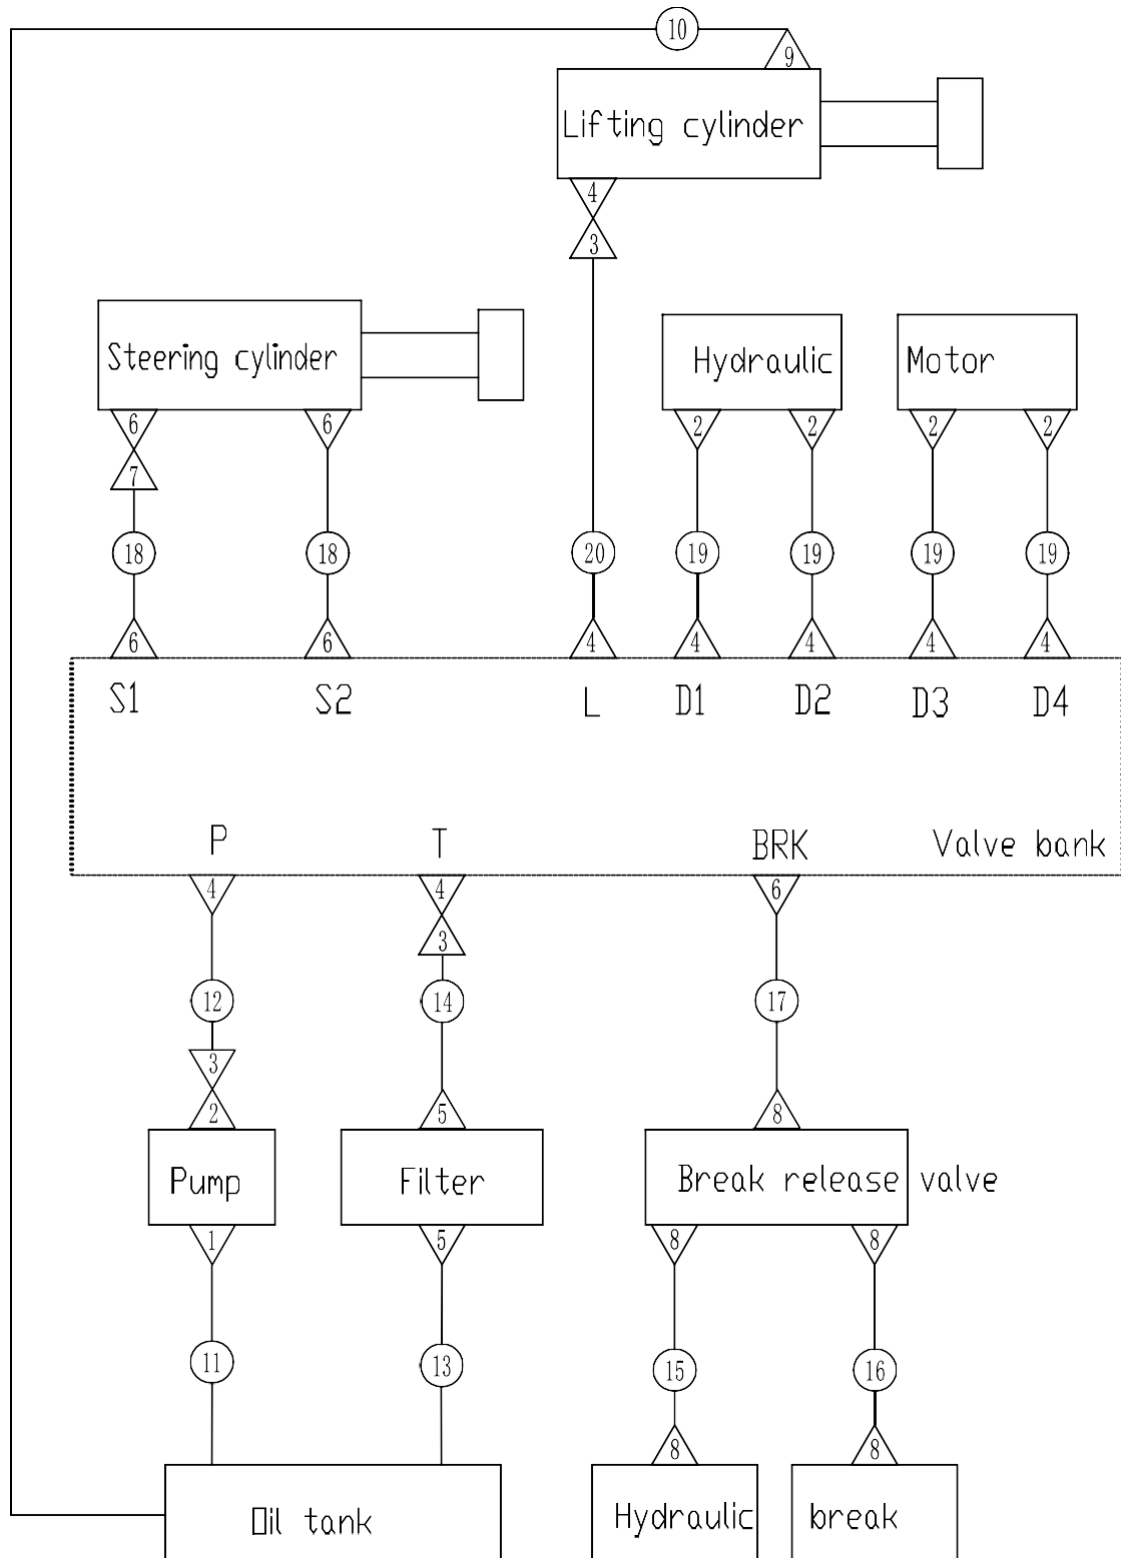 10
9
Lifting cylinder
4
3
Steering cylinder
Hydraulic
Motor
6 6 2 2 2 2
7
18 18 20 19 19 19 19
6 6 4 4 4 4 4
S1 S2 L D1 D2 D3 D4
P T BRK Valve bank
4 4 6
3
12 14 17
3
2 5 8
Pump Filter Break release valve
1 5 8 8
11 13 15 16
8 8
Oil tank Hydraulic break